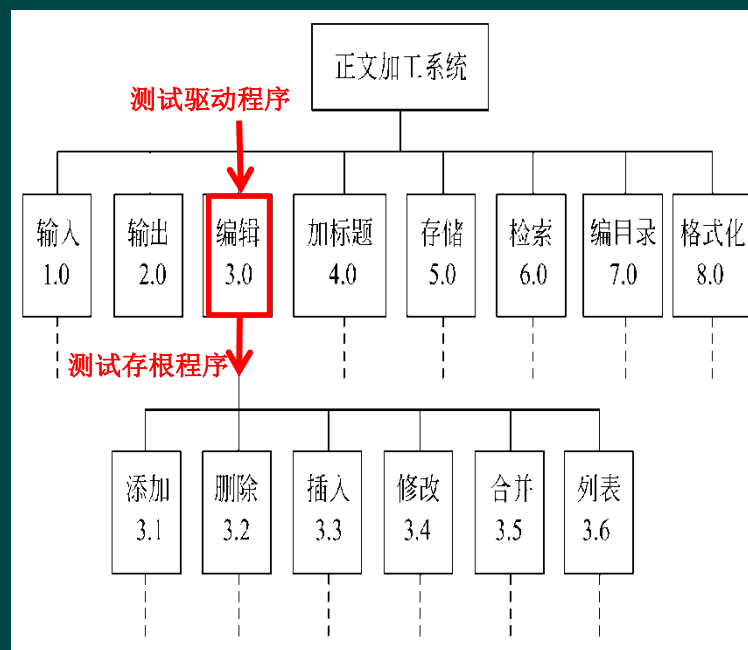 正文加工系统
测试驱动程序
输入
1.0
输出
2.0
编辑
3.0
加标题
4.0
存储
5.0
检索
6.0
编目录
7.0
格式化
8.0
测试存根程序
添加
3.1
删除
3.2
插入
3.3
修改
3.4
合并
3.5
列表
3.6